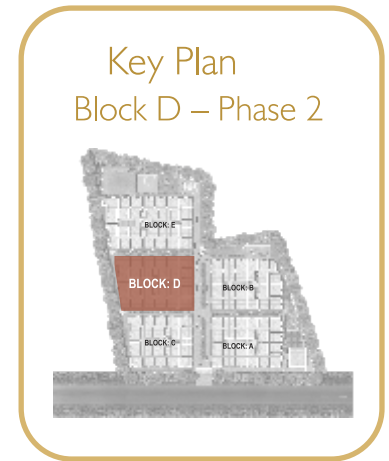 Key Plan
Block D – Phase 2
BLOCK: E
BLOCK: D
BLOCK: B
BLOCK: C
BLOCK: A